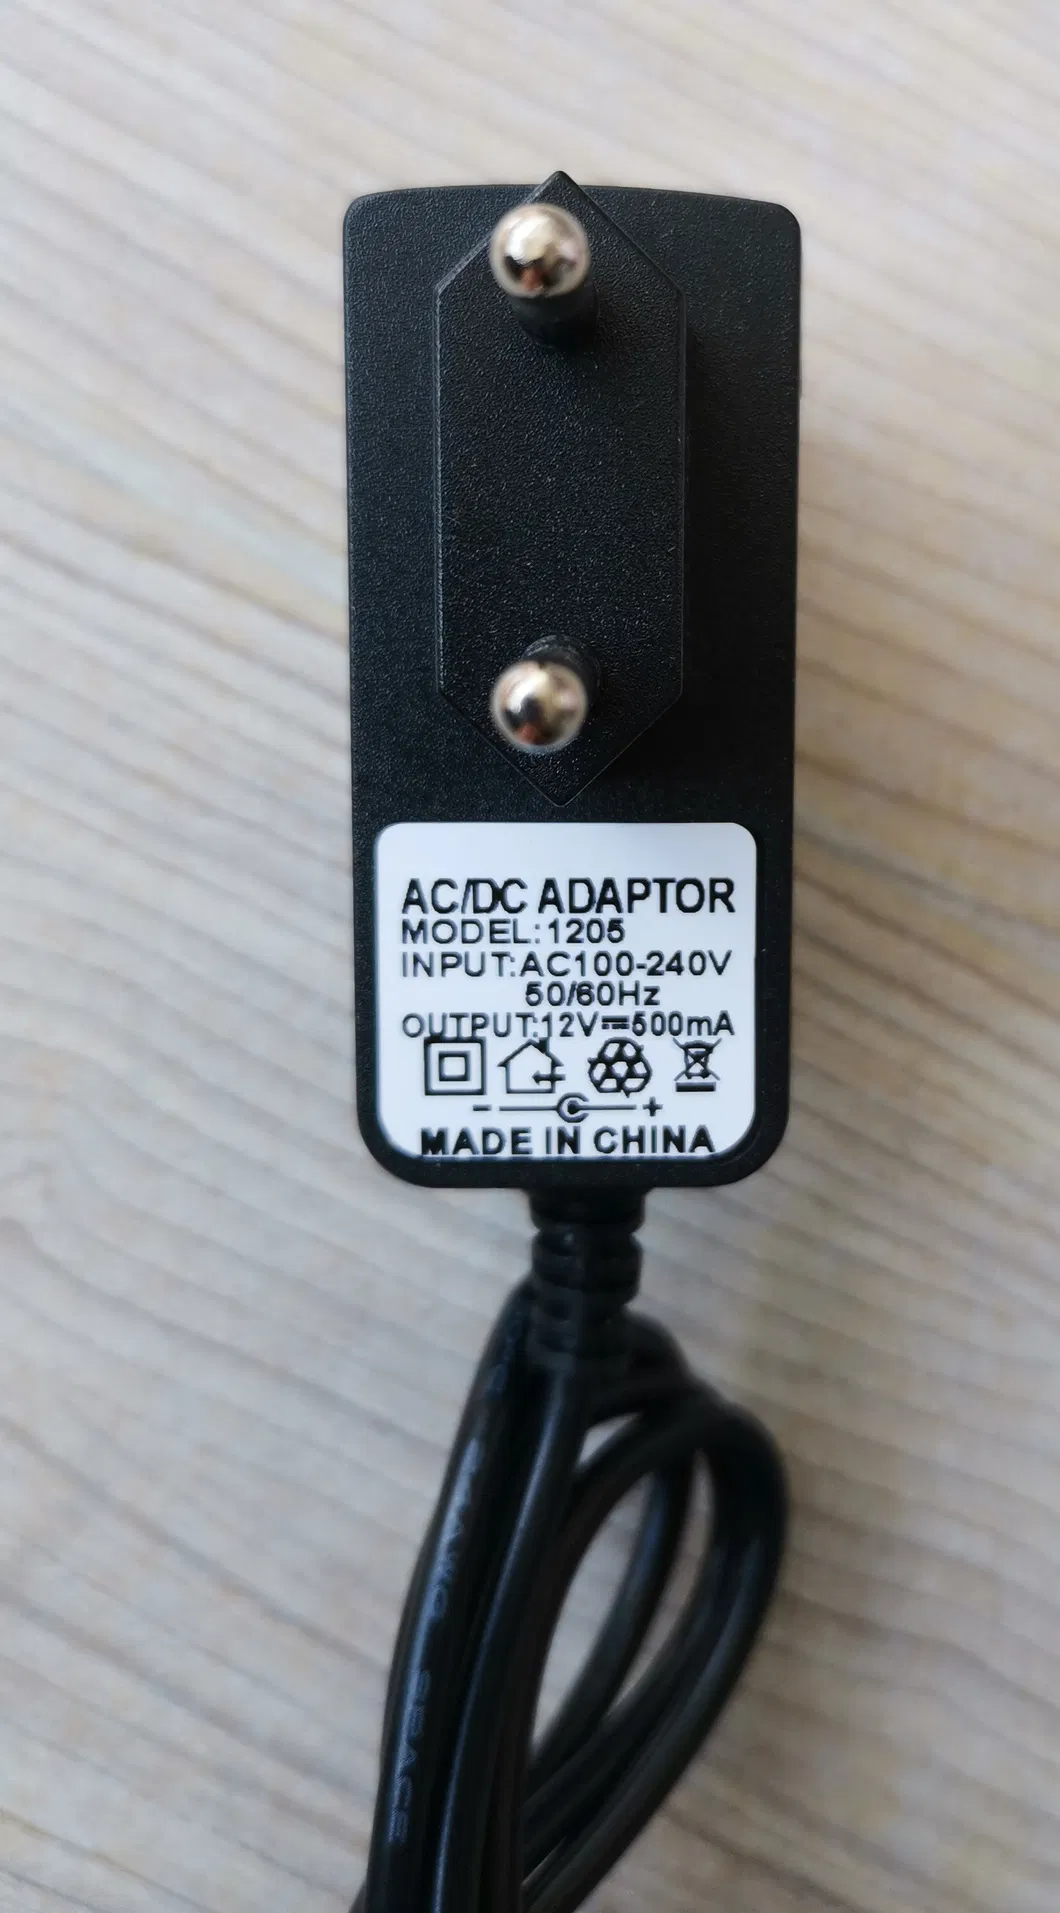 AC/DC ADAPTOR
MODEL:1205
INPUT:AC100-240V
50/60Hz
OUTPUT:12V⎓500mA
- +
MADE IN CHINA